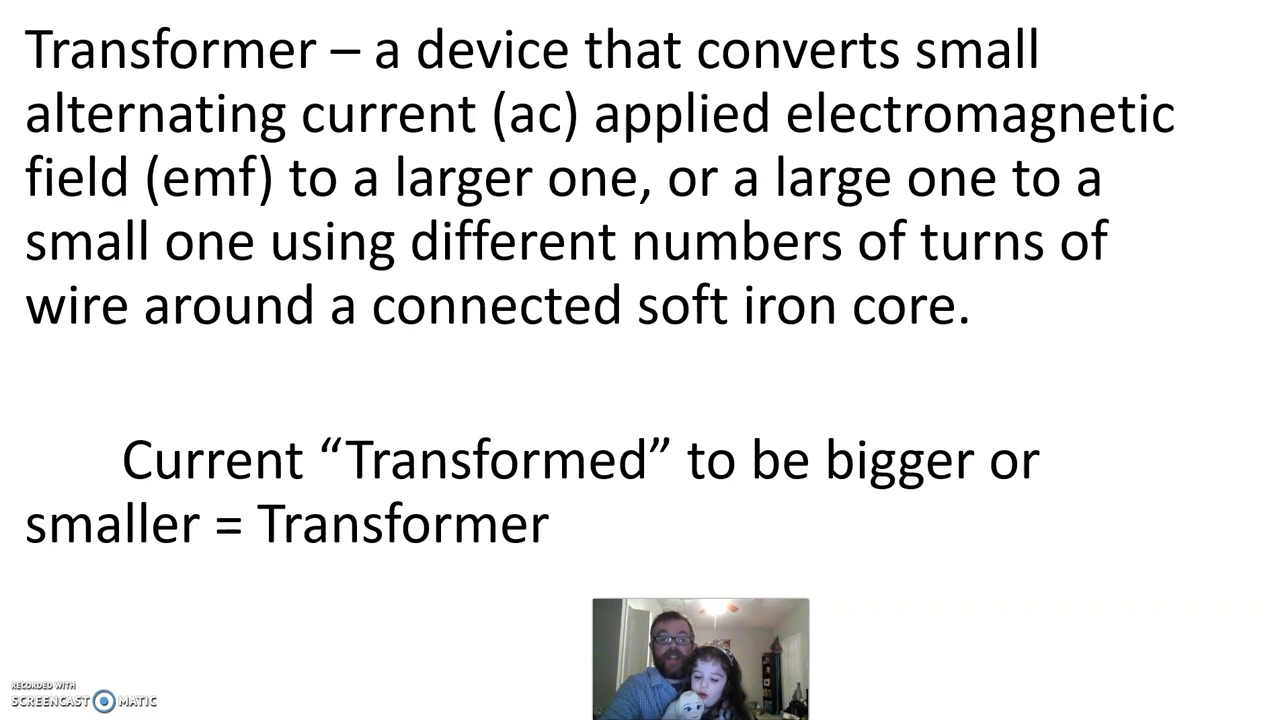 Transformer – a device that converts small
alternating current (ac) applied electromagnetic
field (emf) to a larger one, or a large one to a
small one using different numbers of turns of
wire around a connected soft iron core.
Current “Transformed” to be bigger or
smaller = Transformer
RECORDED WITH
SCREENCAST MATIC